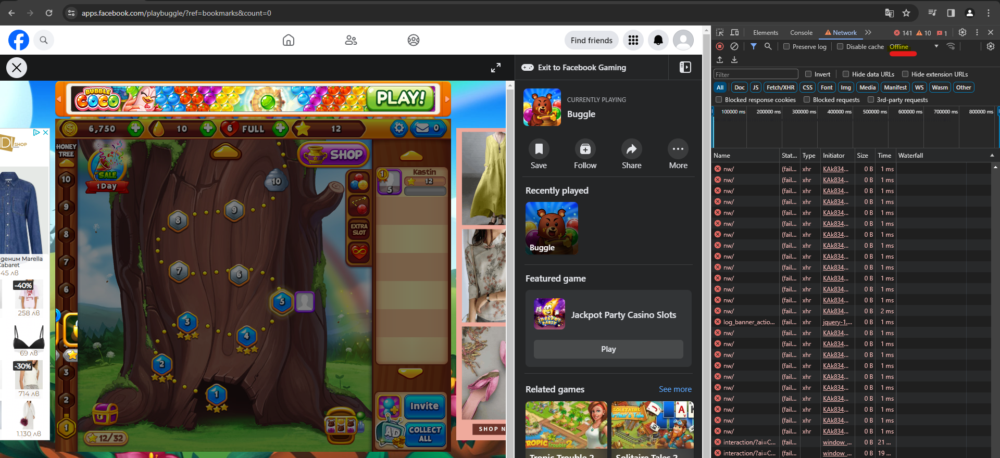 apps.facebook.com/playbuggle/?ref=bookmarks&count=0
Find friends
Exit to Facebook Gaming
CURRENTLY PLAYING
Buggle
Save
Follow
Share
More
Recently played
Buggle
Featured game
Jackpot Party Casino Slots
Play
Related games
See more
TROPIC Trouble 2
SOLITAIRE
Arthur's Tale
Tropic Trouble 2
Solitaire Tales 2
BUBBLE
COCO
PLAY!
6,750
10
6
FULL
12
0
HONEY
TREE
10
9
8
7
6
3
2
1
SALE
1 Day
SHOP
EXTRA
SLOT
10
9
8
7
6
5
3
4
2
1
12/32
1
Kastin
12
5
Invite
AD
COLLECT
ALL
SHOP
деним Marella
Cabaret
45 лв
-40%
258 лв
69 лв
-30%
714 лв
1.130 лв
SHOP N
Elements
Console
Network
141
10
1
Preserve log
Disable cache
Offline
Filter
Invert
Hide data URLs
Hide extension URLs
All
Doc
JS
Fetch/XHR
CSS
Font
Img
Media
Manifest
WS
Wasm
Other
Blocked response cookies
Blocked requests
3rd-party requests
100000 ms
200000 ms
300000 ms
400000 ms
500000 ms
600000 ms
700000 ms
800000 ms
Name Stat... Type Initiator Size Time Waterfall
nw/ (fail... xhr KAk834... 0 B 1 ms
nw/ (fail... xhr KAk834... 0 B 1 ms
nw/ (fail... xhr KAk834... 0 B 1 ms
nw/ (fail... xhr KAk834... 0 B 1 ms
nw/ (fail... xhr KAk834... 0 B 1 ms
nw/ (fail... xhr KAk834... 0 B 1 ms
nw/ (fail... xhr KAk834... 0 B 1 ms
nw/ (fail... xhr KAk834... 0 B 1 ms
nw/ (fail... xhr KAk834... 0 B 1 ms
nw/ (fail... xhr KAk834... 0 B 1 ms
nw/ (fail... xhr KAk834... 0 B 1 ms
nw/ (fail... xhr KAk834... 0 B 1 ms
nw/ (fail... xhr KAk834... 0 B 1 ms
nw/ (fail... xhr KAk834... 0 B 2 ms
log_banner_actio... (fail... xhr jquery-1.... 0 B 1 ms
nw/ (fail... xhr KAk834... 0 B 1 ms
nw/ (fail... xhr KAk834... 0 B 1 ms
nw/ (fail... xhr KAk834... 0 B 1 ms
nw/ (fail... xhr KAk834... 0 B 1 ms
nw/ (fail... xhr KAk834... 0 B 1 ms
nw/ (fail... xhr KAk834... 0 B 1 ms
nw/ (fail... xhr KAk834... 0 B 1 ms
nw/ (fail... xhr KAk834... 0 B 1 ms
nw/ (fail... xhr KAk834... 0 B 1 ms
nw/ (fail... xhr KAk834... 0 B 1 ms
interaction/?ai=C... (fail... window_... 0 B 21 ...
interaction/?ai=C... (fail... window_... 0 B 19 ...